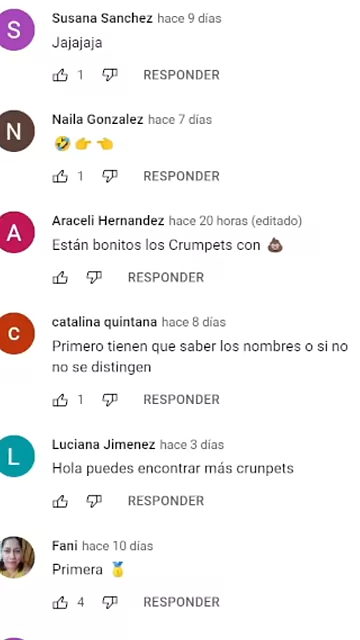 S
Susana Sanchez hace 9 días
Jajajaja
1 RESPONDER
N
Naila Gonzalez hace 7 días
🤣👉👈
1 RESPONDER
A
Araceli Hernandez hace 20 horas (editado)
Están bonitos los Crumpets con 💩
RESPONDER
c
catalina quintana hace 8 días
Primero tienen que saber los nombres o si no
no se distingen
1 RESPONDER
L
Luciana Jimenez hace 3 días
Hola puedes encontrar más crunpets
RESPONDER
Fani hace 10 días
Primera 🥇
4 RESPONDER